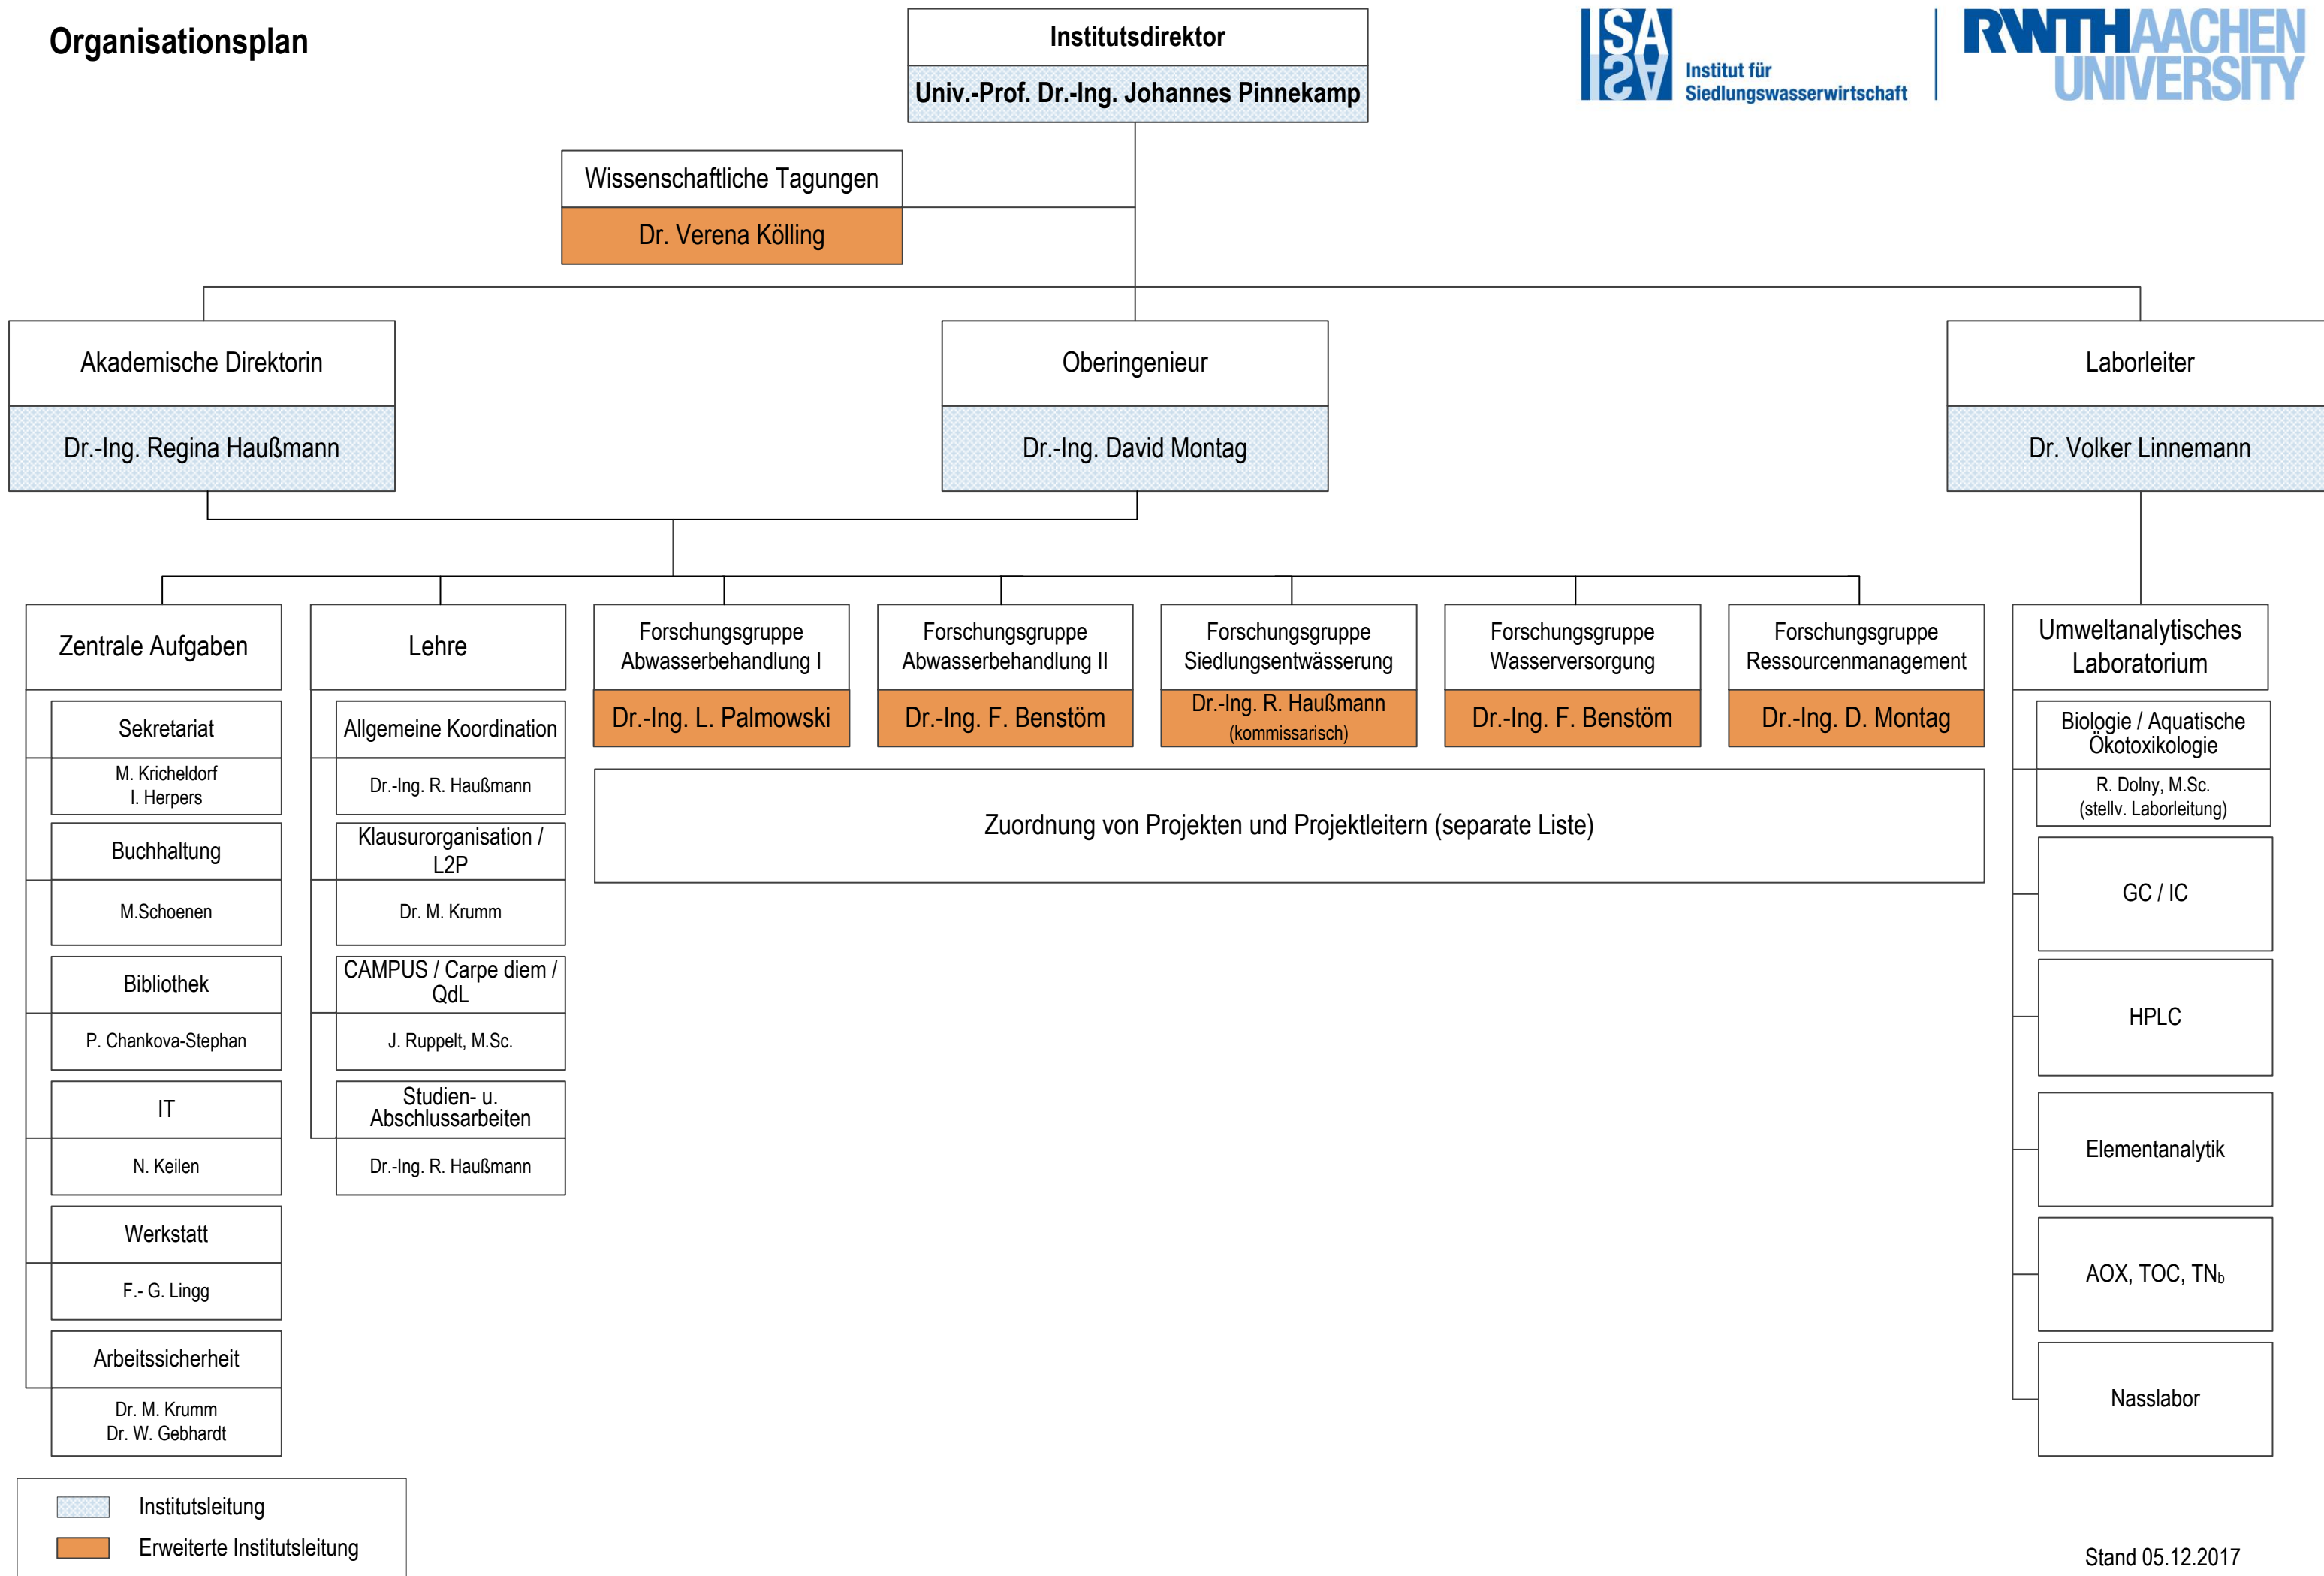 Organisationsplan
Institutsdirektor
Univ.-Prof. Dr.-Ing. Johannes Pinnekamp
ISA
ISA
Institut für
Siedlungswasserwirtschaft
RWTH AACHEN
UNIVERSITY
Wissenschaftliche Tagungen
Dr. Verena Kölling
Akademische Direktorin
Dr.-Ing. Regina Haußmann
Oberingenieur
Dr.-Ing. David Montag
Laborleiter
Dr. Volker Linnemann
Zentrale Aufgaben
Sekretariat
M. Kricheldorf
I. Herpers
Buchhaltung
M.Schoenen
Bibliothek
P. Chankova-Stephan
IT
N. Keilen
Werkstatt
F.- G. Lingg
Arbeitssicherheit
Dr. M. Krumm
Dr. W. Gebhardt
Lehre
Allgemeine Koordination
Dr.-Ing. R. Haußmann
Klausurorganisation /
L2P
Dr. M. Krumm
CAMPUS / Carpe diem /
QdL
J. Ruppelt, M.Sc.
Studien- u.
Abschlussarbeiten
Dr.-Ing. R. Haußmann
Forschungsgruppe
Abwasserbehandlung I
Dr.-Ing. L. Palmowski
Forschungsgruppe
Abwasserbehandlung II
Dr.-Ing. F. Benstöm
Forschungsgruppe
Siedlungsentwässerung
Dr.-Ing. R. Haußmann
(kommissarisch)
Forschungsgruppe
Wasserversorgung
Dr.-Ing. F. Benstöm
Forschungsgruppe
Ressourcenmanagement
Dr.-Ing. D. Montag
Zuordnung von Projekten und Projektleitern (separate Liste)
Umweltanalytisches
Laboratorium
Biologie / Aquatische
Ökotoxikologie
R. Dolny, M.Sc.
(stellv. Laborleitung)
GC / IC
HPLC
Elementanalytik
AOX, TOC, TNb
Nasslabor
Institutsleitung
Erweiterte Institutsleitung
Stand 05.12.2017